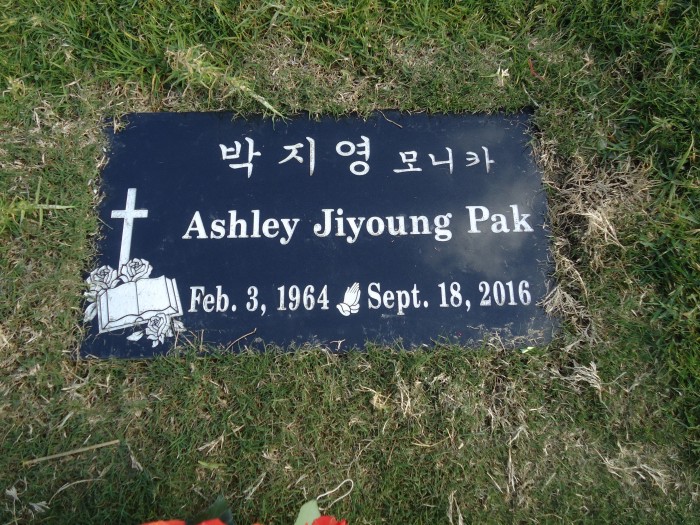 박 지 영 모니카
Ashley Jiyoung Pak
Feb. 3, 1964 Sept. 18, 2016